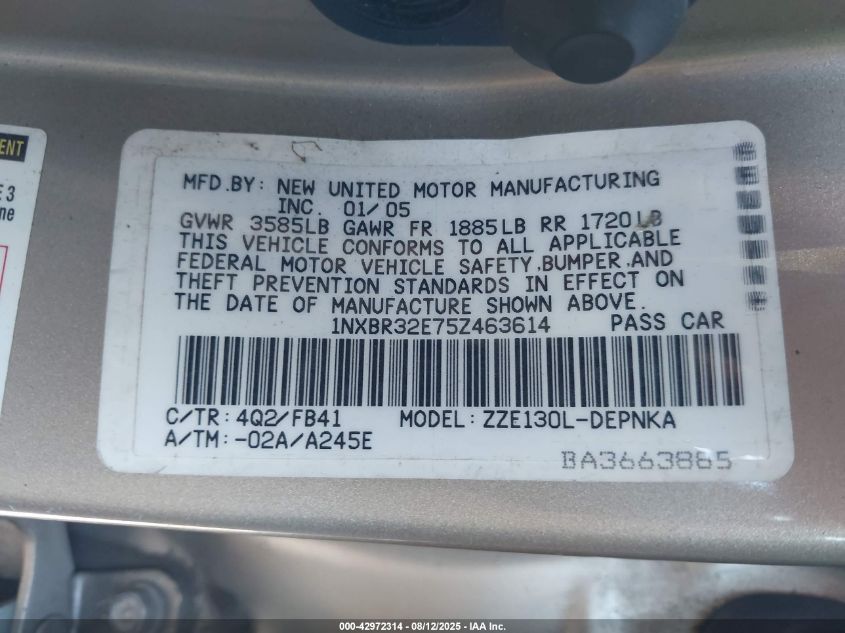 ENT
E 3
ne
MFD.BY: NEW UNITED MOTOR MANUFACTURING
INC. 01/05
GVWR 3585LB GAWR FR 1885LB RR 1720LB
THIS VEHICLE CONFORMS TO ALL APPLICABLE
FEDERAL MOTOR VEHICLE SAFETY,BUMPER,AND
THEFT PREVENTION STANDARDS IN EFFECT ON
THE DATE OF MANUFACTURE SHOWN ABOVE.
1NXBR32E75Z463614 PASS CAR
C/TR: 4Q2/FB41 MODEL: ZZE130L-DEPNKA
A/TM: -02A/A245E
BA3663865
000-42972314 - 08/12/2025 - IAA Inc.